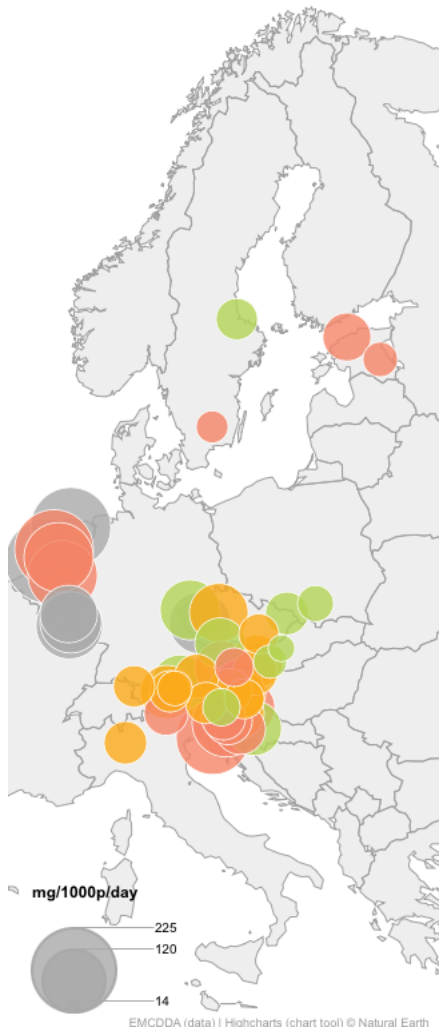 mg/1000p/day
225
120
14
EMCDDA (data) | Highcharts (chart tool) © Natural Earth